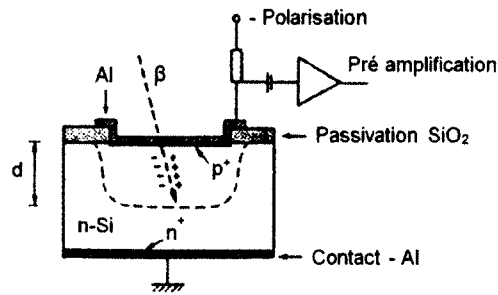 - Polarisation
Al
β
Pré amplification
Passivation SiO₂
d
p⁺
n-Si
n⁺
Contact - Al